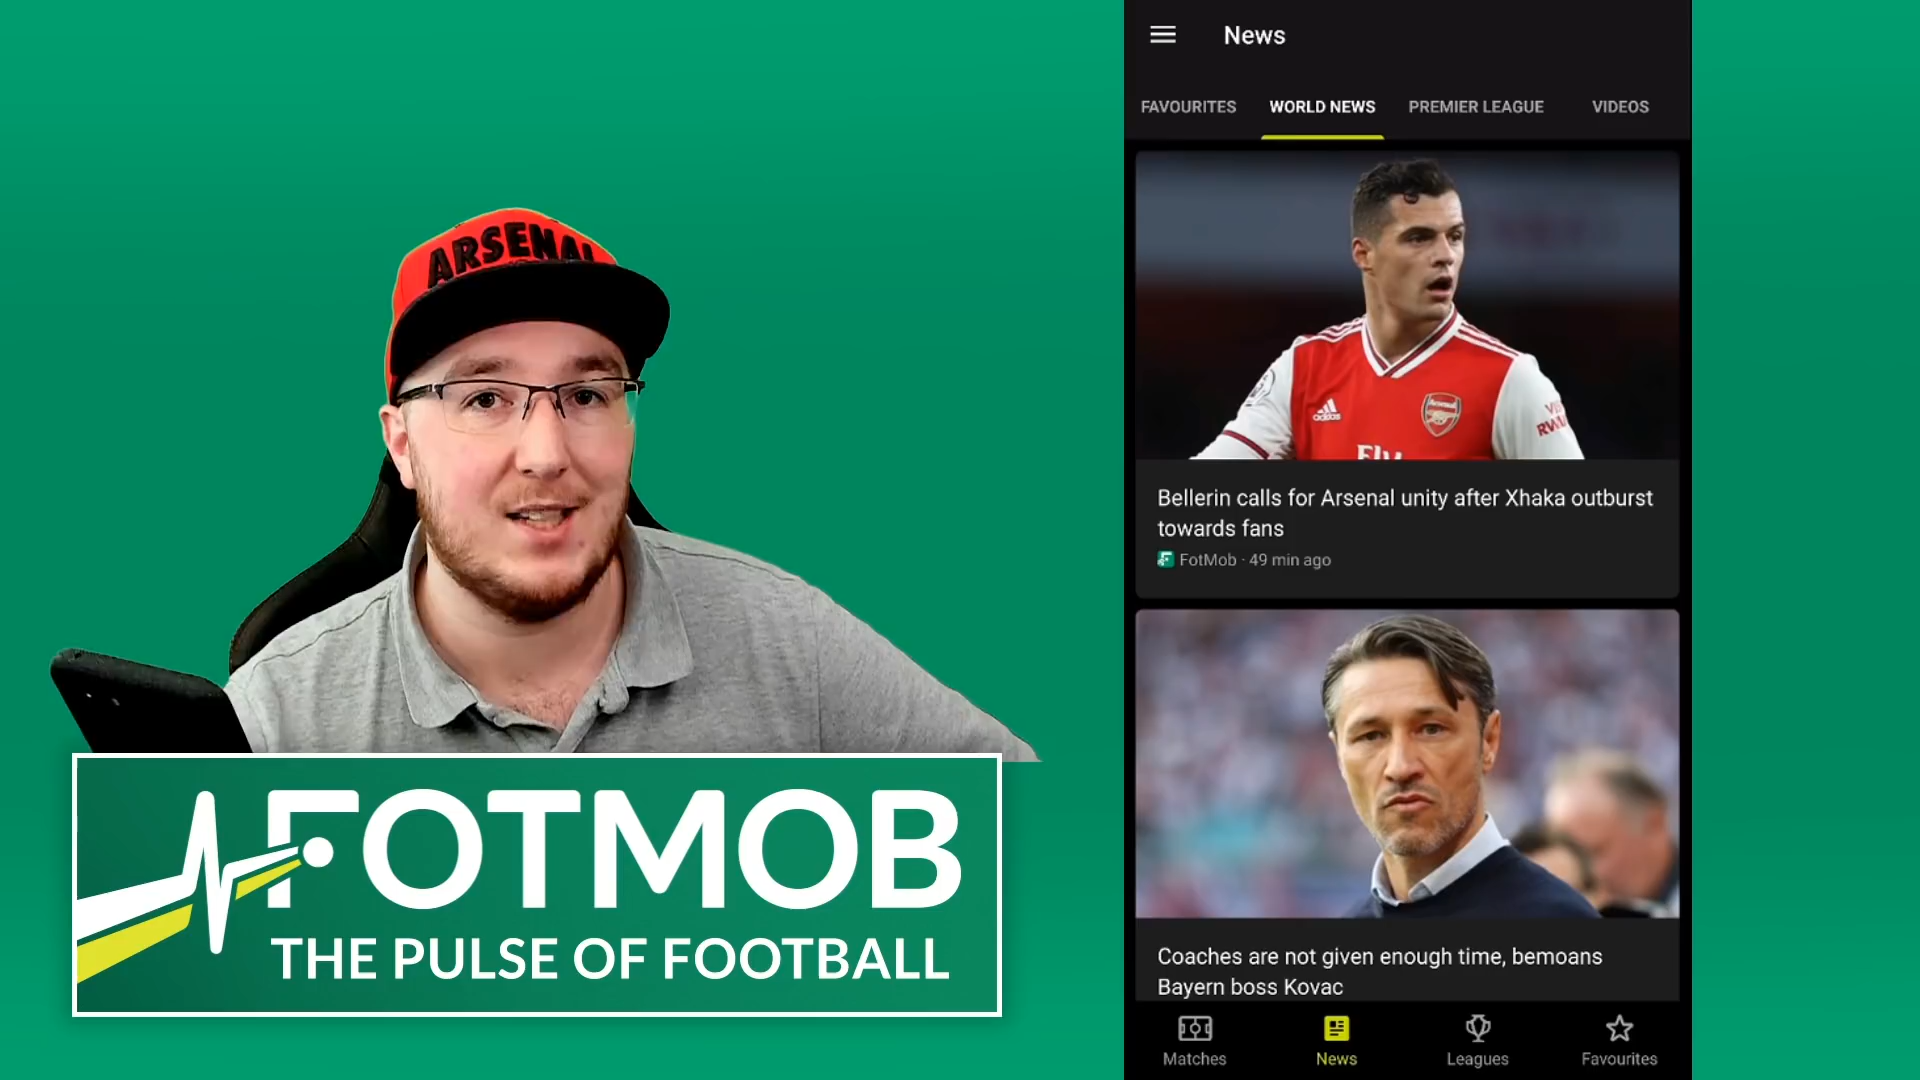 ARSENAL
FOTMOB
THE PULSE OF FOOTBALL
News
FAVOURITES WORLD NEWS PREMIER LEAGUE VIDEOS
adidas
Arsenal
Bellerin calls for Arsenal unity after Xhaka outburst
towards fans
FotMob · 49 min ago
Coaches are not given enough time, bemoans
Bayern boss Kovac
Matches News Leagues Favourites